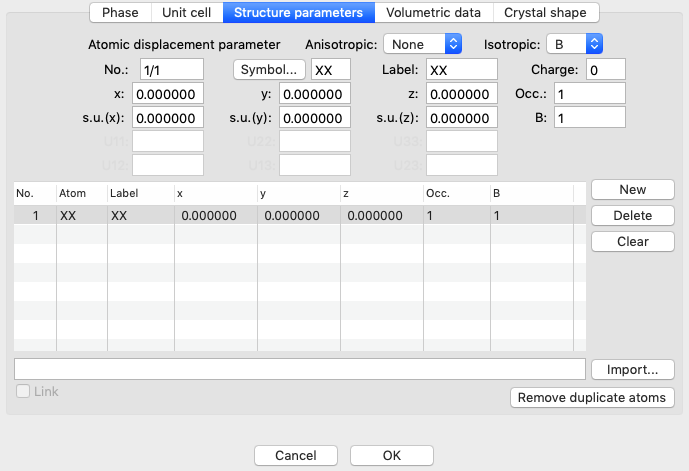 Phase Unit cell Structure parameters Volumetric data Crystal shape
Atomic displacement parameter Anisotropic: None Isotropic: B
No.: 1/1 Symbol... XX Label: XX Charge: 0
x: 0.000000 y: 0.000000 z: 0.000000 Occ.: 1
s.u.(x): 0.000000 s.u.(y): 0.000000 s.u.(z): 0.000000 B: 1
U11: U22: U33:
U12: U13: U23:
No. Atom Label x y z Occ. B New
1 XX XX 0.000000 0.000000 0.000000 1 1 Delete
Clear
Import...
Link
Remove duplicate atoms
Cancel OK